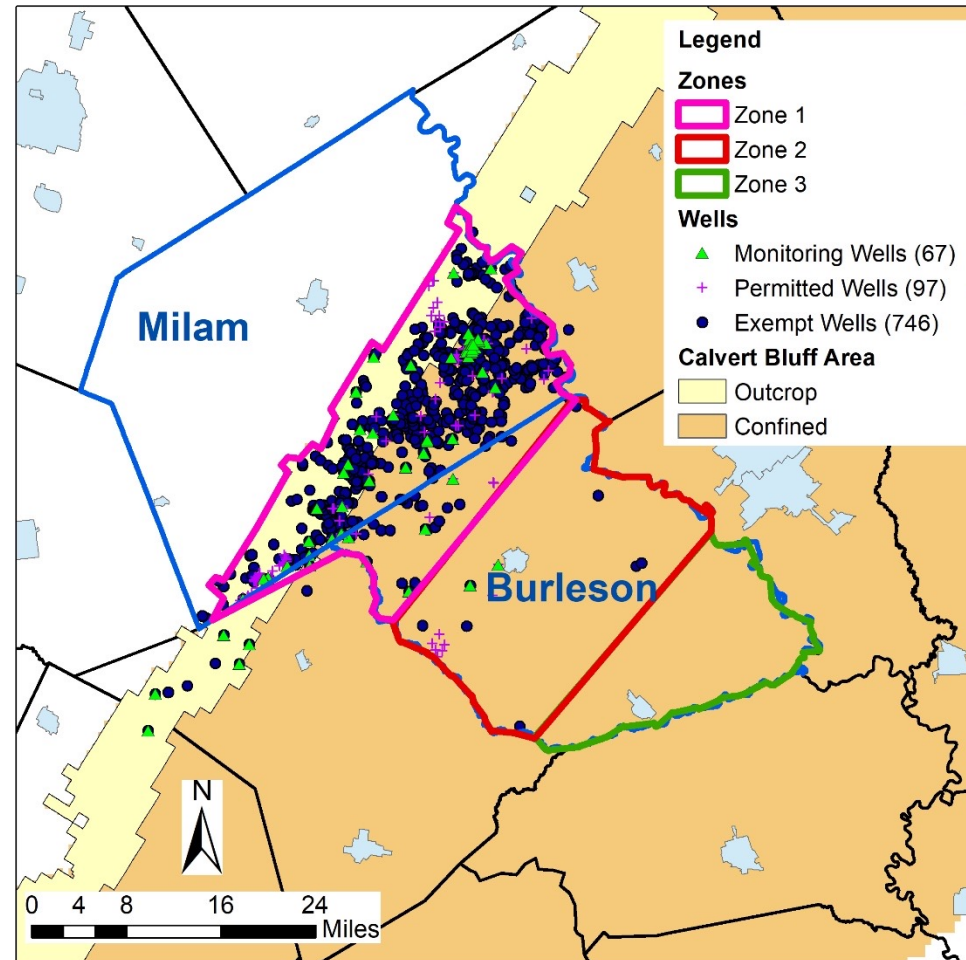 Legend
Zones
Zone 1
Zone 2
Zone 3
Wells
Monitoring Wells (67)
Permitted Wells (97)
Exempt Wells (746)
Calvert Bluff Area
Outcrop
Confined
Milam
Burleson
N
0 4 8 16 24
Miles